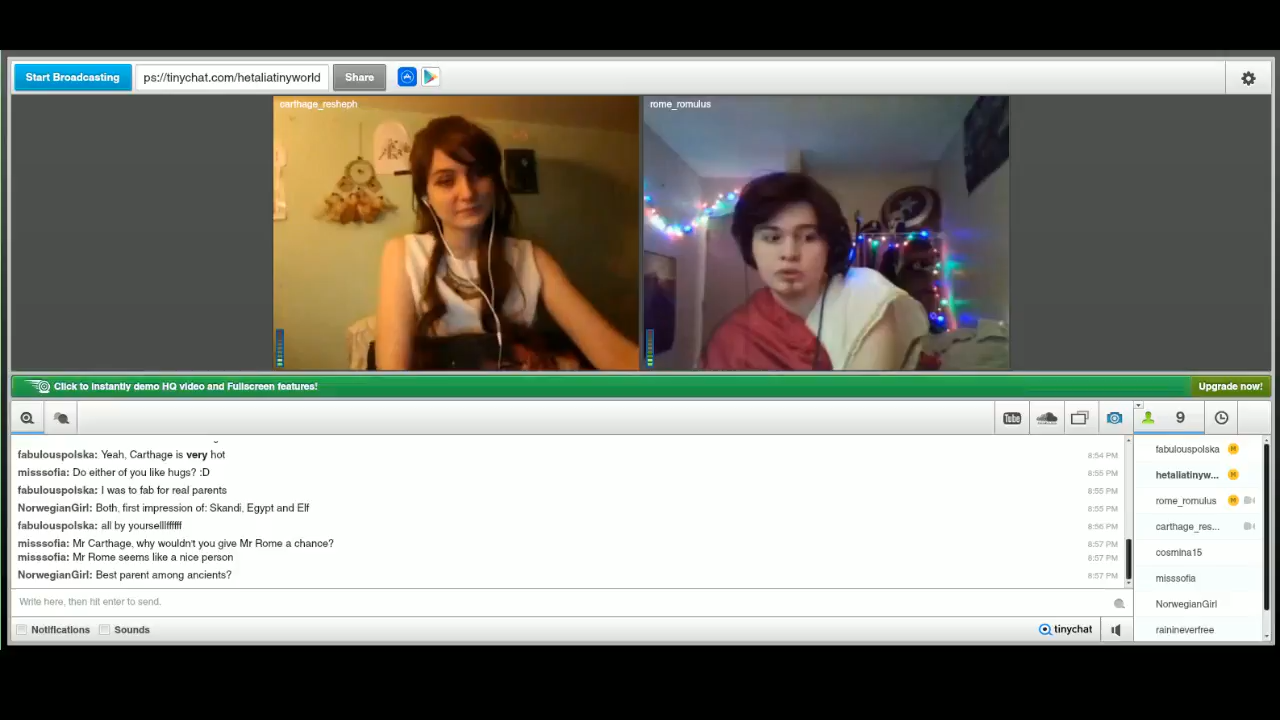 Start Broadcasting
ps://tinychat.com/hetaliatinyworld
Share
carthage_resheph
rome_romulus
Click to instantly demo HQ video and Fullscreen features!
Upgrade now!
You Tube
9
fabulouspolska: Yeah, Carthage is very hot 8:54 PM
misssofia: Do either of you like hugs? :D 8:55 PM
fabulouspolska: I was to fab for real parents 8:55 PM
NorwegianGirl: Both, first impression of: Skandi, Egypt and Elf 8:55 PM
fabulouspolska: all by yourselllffffff 8:56 PM
misssofia: Mr Carthage, why wouldn't you give Mr Rome a chance? 8:57 PM
misssofia: Mr Rome seems like a nice person 8:57 PM
NorwegianGirl: Best parent among ancients? 8:57 PM
Write here, then hit enter to send.
Notifications
Sounds
tinychat
fabulouspolska M
hetaliatinyw... M
rome_romulus M
carthage_res...
cosmina15
misssofia
NorwegianGirl
rainineverfree